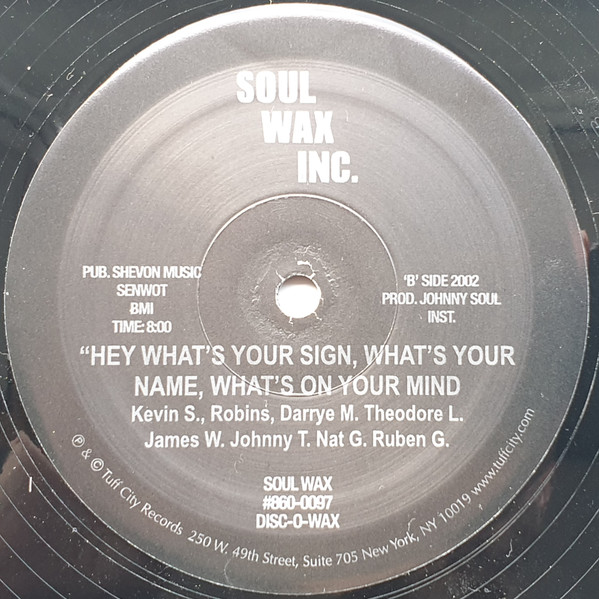 SOUL
WAX
INC.
PUB. SHEVON MUSIC
SENWOT
BMI
TIME: 8:00
'B' SIDE 2002
PROD. JOHNNY SOUL
INST.
“HEY WHAT'S YOUR SIGN, WHAT'S YOUR
NAME, WHAT'S ON YOUR MIND
Kevin S., Robins, Darrye M. Theodore L.
James W. Johnny T. Nat G. Ruben G.
SOUL WAX
#860-0097
DISC-O-WAX
℗ & © Tuff City Records 250 W. 49th Street, Suite 705 New York, NY 10019 www.tuffcity.com